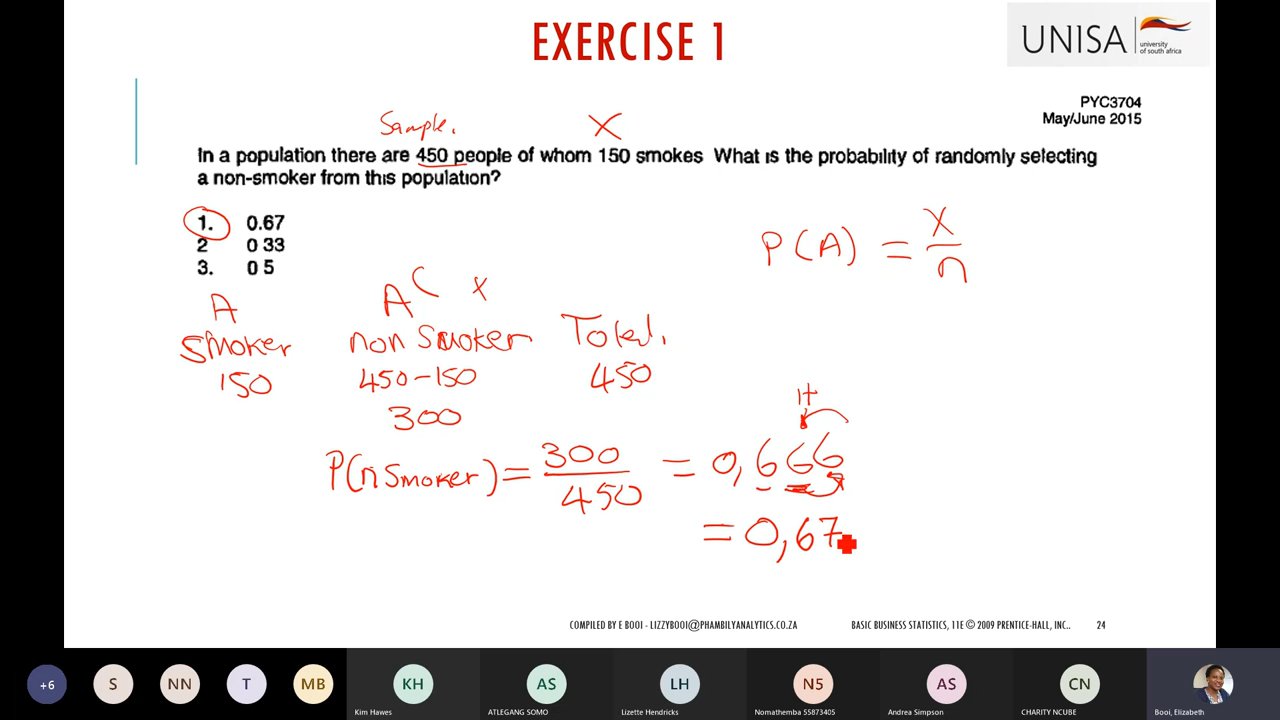 EXERCISE 1
UNISA university of south africa
PYC3704
May/June 2015
Sample. X
In a population there are 450 people of whom 150 smokes What is the probability of randomly selecting
a non-smoker from this population?
1. 0.67
2 0 33
3. 0 5
P(A) = X/n
A AC x
Smoker non Smoker Total.
150 450-150 450
300
1+
P(nSmoker) = 300/450 = 0,666
= 0,67
COMPILED BY E BOOI - LIZZYBOOI@PHAMBILYANALYTICS.CO.ZA BASIC BUSINESS STATISTICS, 11E © 2009 PRENTICE-HALL, INC.. 24
+6 S NN T MB KH AS LH N5 AS CN
Kim Hawes ATLEGANG SOMO Lizette Hendricks Nomathemba 55873405 Andrea Simpson CHARITY NCUBE Booi, Elizabeth